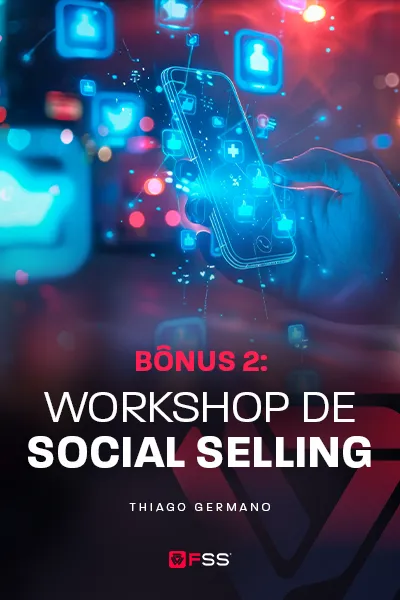 BÔNUS 2:
WORKSHOP DE
SOCIAL SELLING
THIAGO GERMANO
FSS